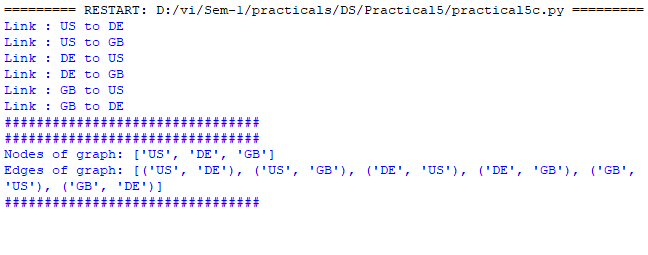 ========= RESTART: D:/vi/Sem-1/practicals/DS/Practical5/practical5c.py =========
Link : US to DE
Link : US to GB
Link : DE to US
Link : DE to GB
Link : GB to US
Link : GB to DE
################################
################################
Nodes of graph: ['US', 'DE', 'GB']
Edges of graph: [('US', 'DE'), ('US', 'GB'), ('DE', 'US'), ('DE', 'GB'), ('GB',
'US'), ('GB', 'DE')]
################################